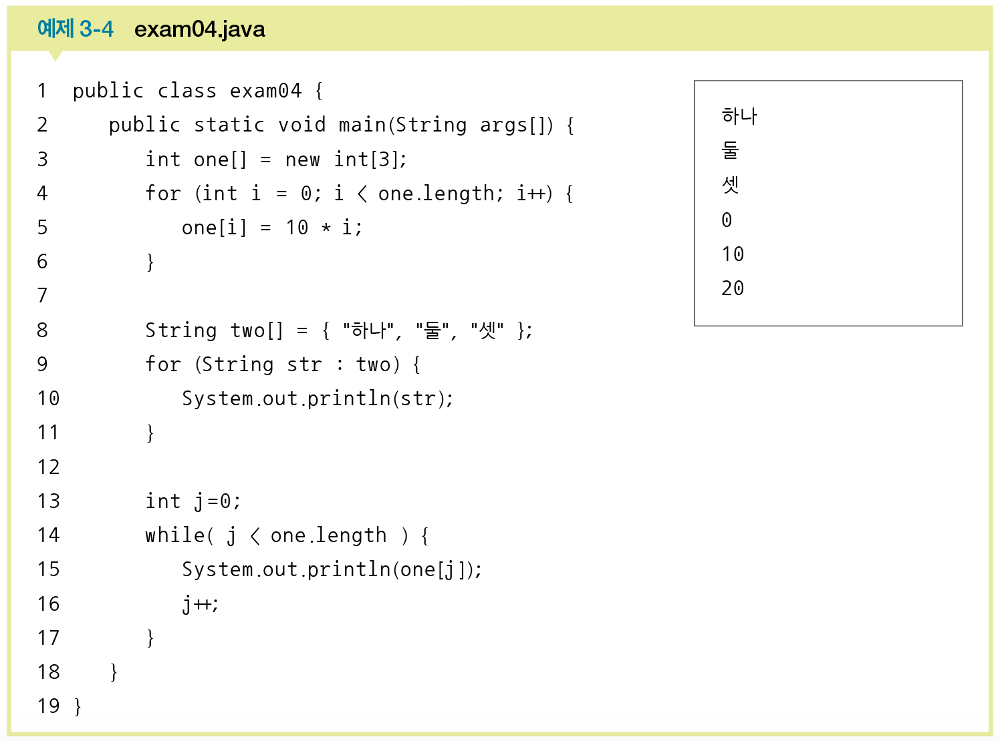 예제 3-4 exam04.java
1 public class exam04 {
2 public static void main(String args[]) {
3 int one[] = new int[3];
4 for (int i = 0; i < one.length; i++) {
5 one[i] = 10 * i;
6 }
7
8 String two[] = { "하나", "둘", "셋" };
9 for (String str : two) {
10 System.out.println(str);
11 }
12
13 int j=0;
14 while( j < one.length ) {
15 System.out.println(one[j]);
16 j++;
17 }
18 }
19 }
하나
둘
셋
0
10
20